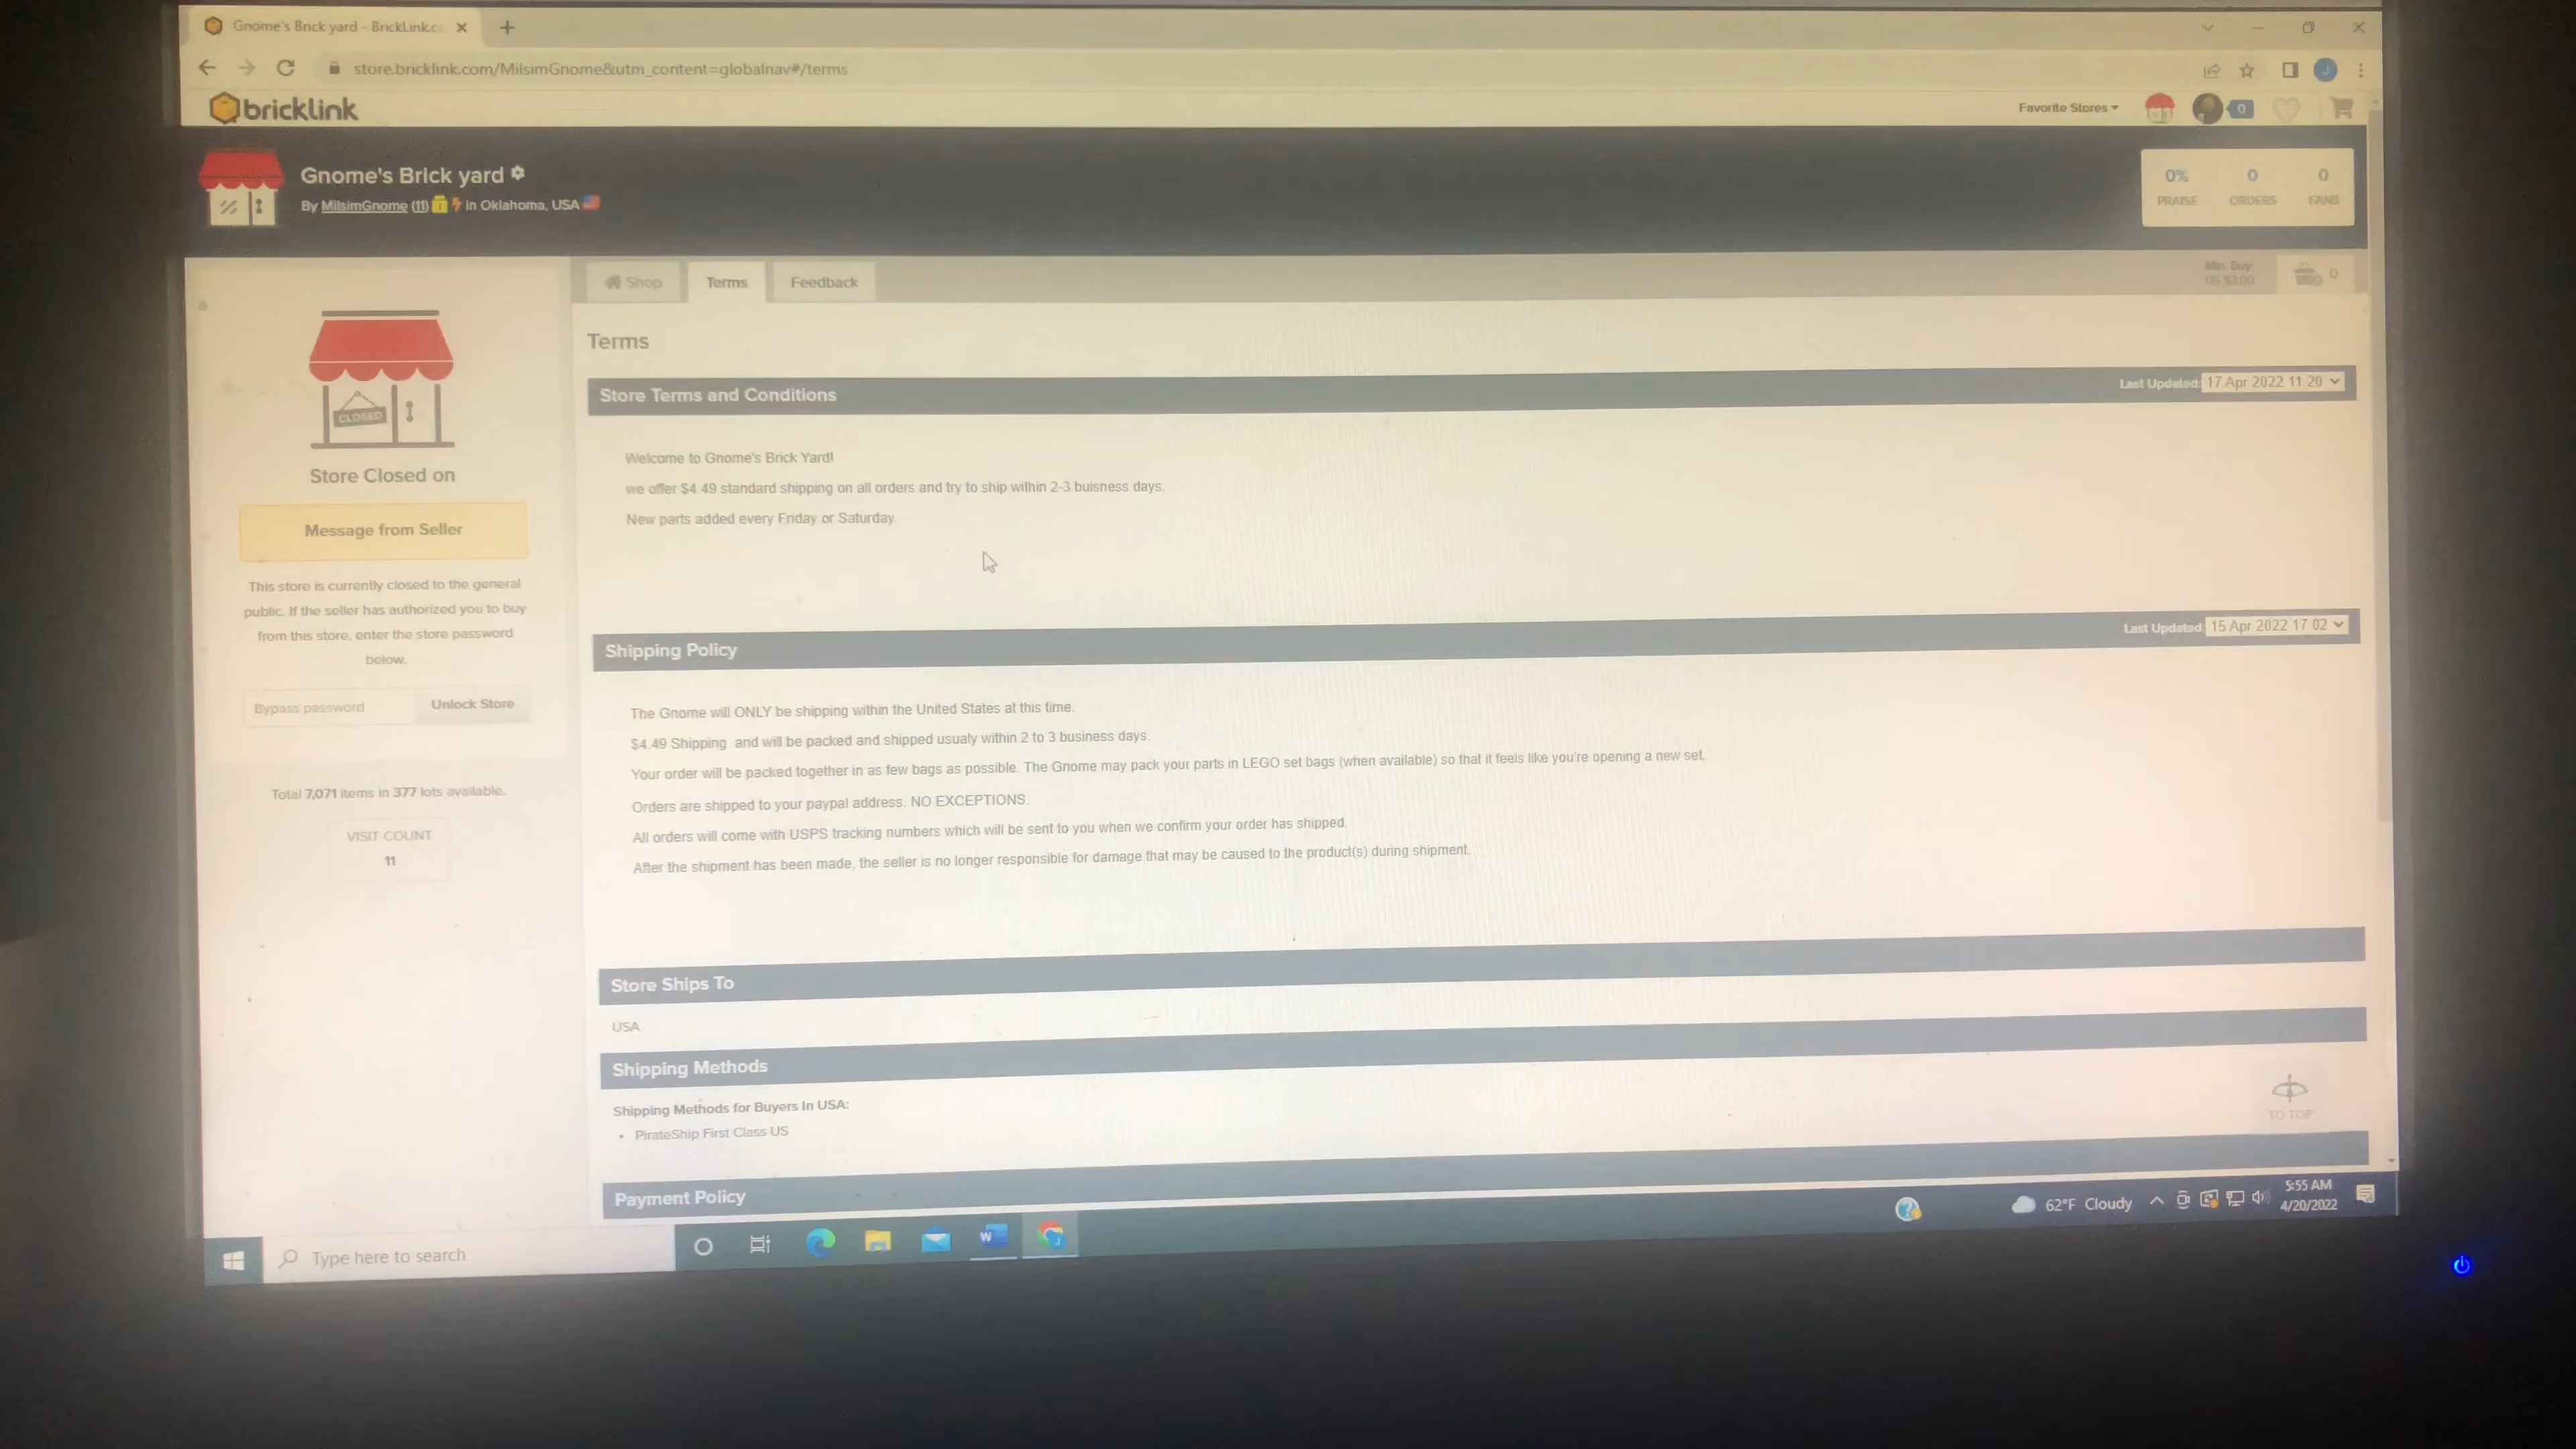 Gnome's Brick yard - BrickLink.c
store.bricklink.com/MilsimGnome&utm_content=globalnav#/terms
J
bricklink
Favorite Stores
0
Gnome's Brick yard
By MilsimGnome (11) in Oklahoma, USA
0% 0 0
PRAISE ORDERS FANS
Shop Terms Feedback
Min. Buy:
US $3.00
0
CLOSED
Store Closed on
Message from Seller
This store is currently closed to the general
public. If the seller has authorized you to buy
from this store, enter the store password
below.
Bypass password Unlock Store
Total 7,071 items in 377 lots available.
VISIT COUNT
11
Terms
Store Terms and Conditions
Last Updated: 17 Apr 2022 11:20
Welcome to Gnome's Brick Yard!
we offer $4.49 standard shipping on all orders and try to ship within 2-3 buisness days.
New parts added every Friday or Saturday.
Shipping Policy
Last Updated: 15 Apr 2022 17:02
The Gnome will ONLY be shipping within the United States at this time.
$4.49 Shipping and will be packed and shipped usualy within 2 to 3 business days.
Your order will be packed together in as few bags as possible. The Gnome may pack your parts in LEGO set bags (when available) so that it feels like you're opening a new set.
Orders are shipped to your paypal address. NO EXCEPTIONS.
All orders will come with USPS tracking numbers which will be sent to you when we confirm your order has shipped.
After the shipment has been made, the seller is no longer responsible for damage that may be caused to the product(s) during shipment.
Store Ships To
USA
Shipping Methods
Shipping Methods for Buyers In USA:
• PirateShip First Class US
TO TOP
Payment Policy
Type here to search
W
62°F Cloudy
5:55 AM
4/20/2022